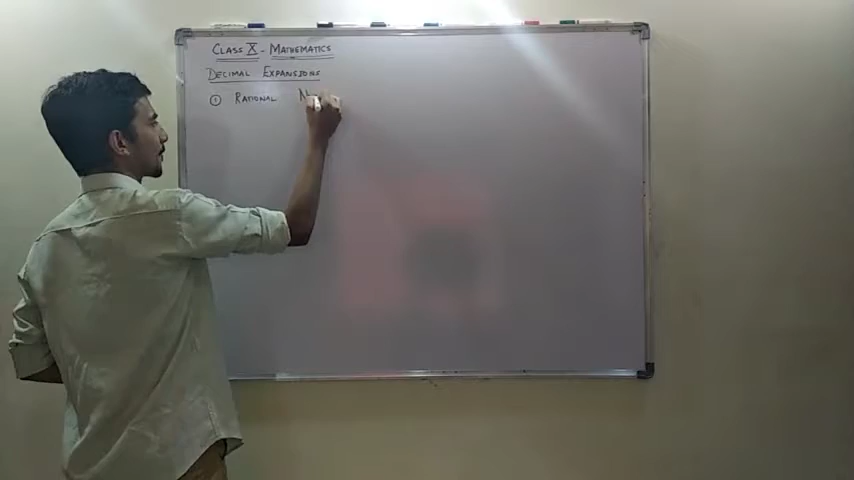 CLASS X - MATHEMATICS
DECIMAL EXPANSIONS
① RATIONAL